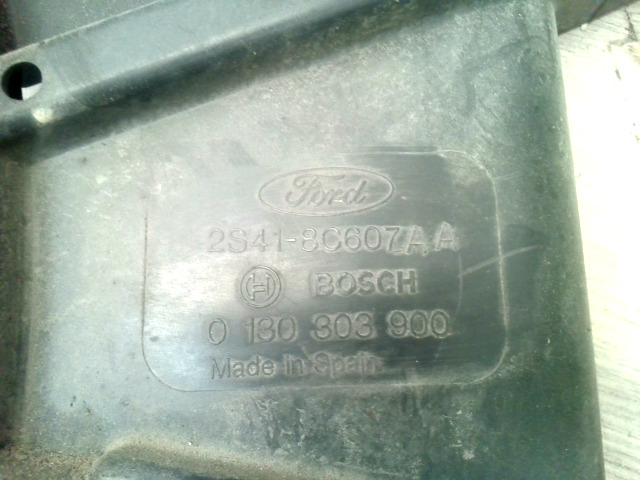 Ford
2S41-8C607AA
H BOSCH
0 130 303 900
Made in Spain